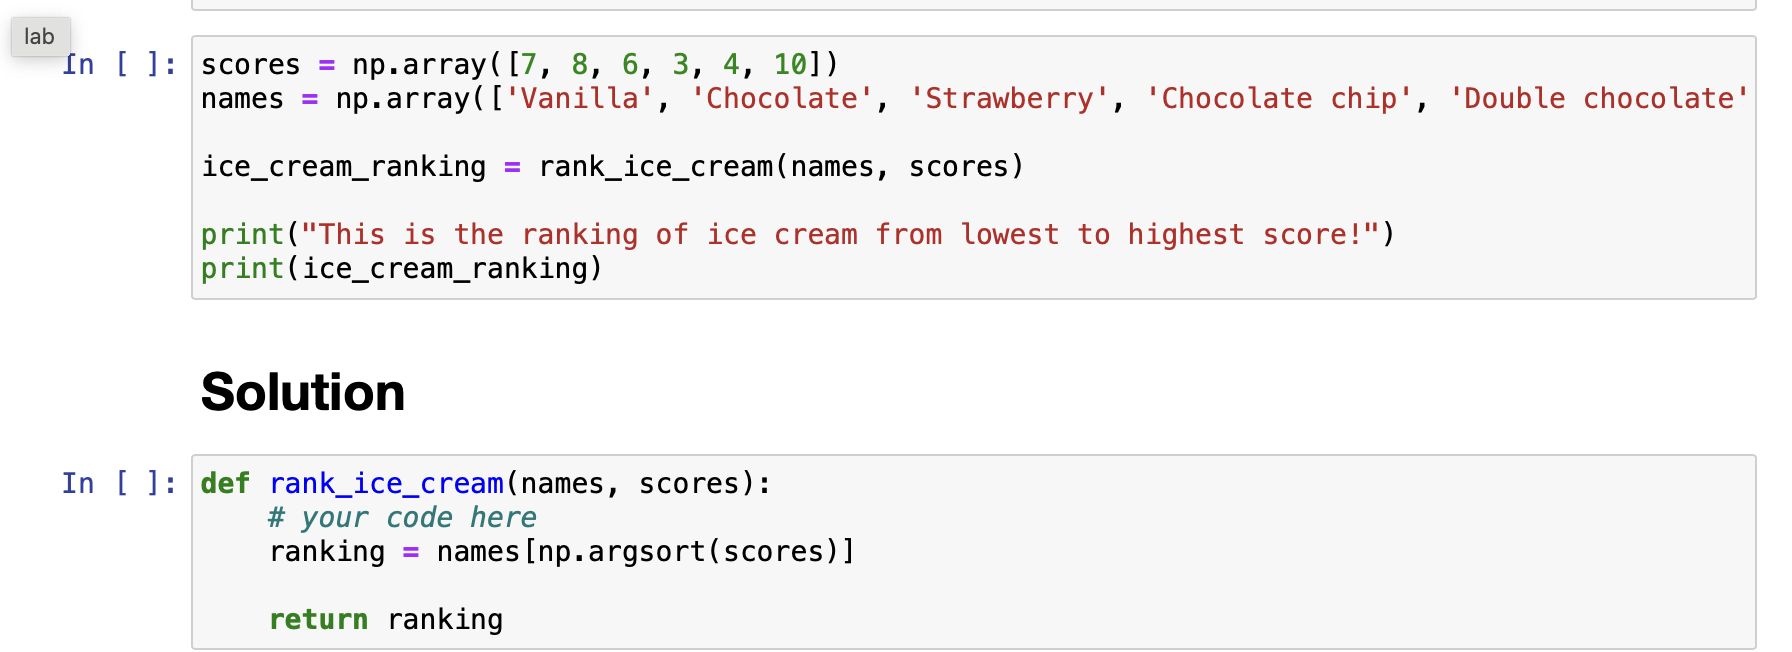 lab
In [ ]:
scores = np.array([7, 8, 6, 3, 4, 10])
names = np.array(['Vanilla', 'Chocolate', 'Strawberry', 'Chocolate chip', 'Double chocolate'
ice_cream_ranking = rank_ice_cream(names, scores)
print("This is the ranking of ice cream from lowest to highest score!")
print(ice_cream_ranking)
Solution
In [ ]:
def rank_ice_cream(names, scores):
    # your code here
    ranking = names[np.argsort(scores)]
    return ranking